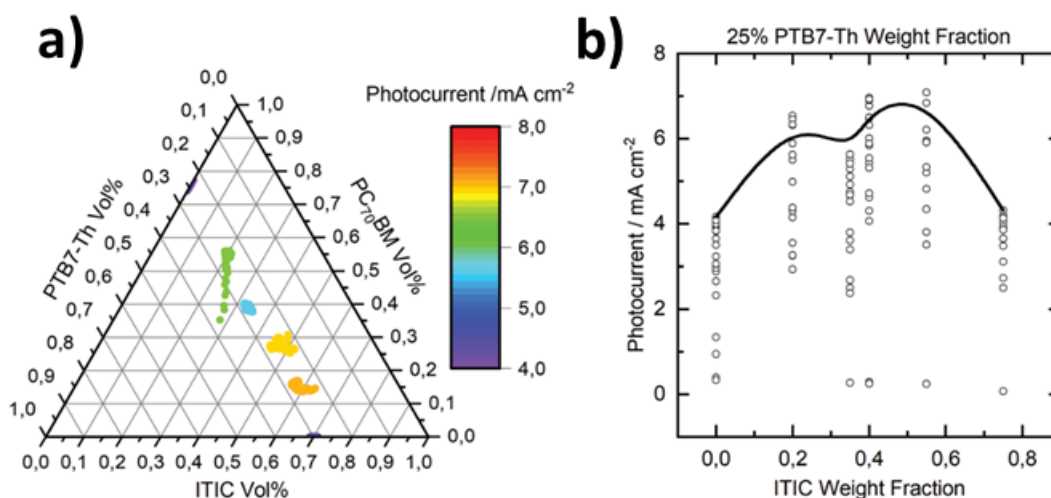 a)
Photocurrent /mA cm-2
8,0
7,0
6,0
5,0
4,0
PTB7-Th Vol%
0,0
0,1
0,2
0,3
0,4
0,5
0,6
0,7
0,8
0,9
1,0
PC70BM Vol%
1,0
0,9
0,8
0,7
0,6
0,5
0,4
0,3
0,2
0,1
0,0
0,0 0,1 0,2 0,3 0,4 0,5 0,6 0,7 0,8 0,9 1,0
ITIC Vol%
b)
25% PTB7-Th Weight Fraction
Photocurrent / mA cm-2
8
6
4
2
0
0,0 0,2 0,4 0,6 0,8
ITIC Weight Fraction